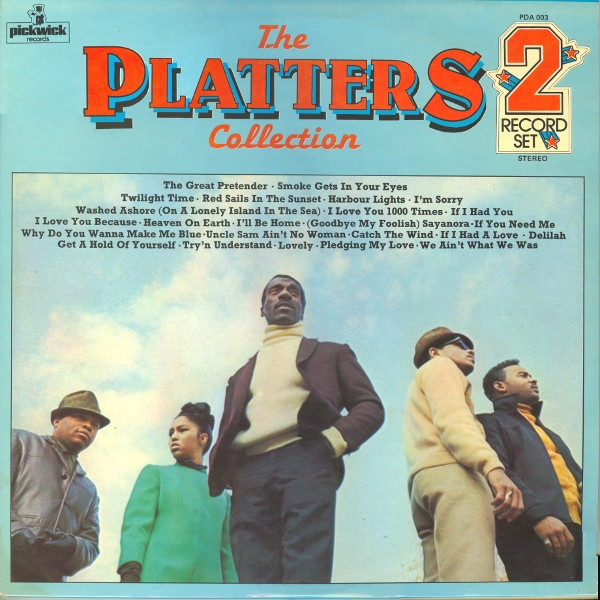 pickwick
records
The
PLATTERS
Collection
PDA 003
2
RECORD
SET
STEREO
The Great Pretender · Smoke Gets In Your Eyes
Twilight Time · Red Sails In The Sunset · Harbour Lights · I'm Sorry
Washed Ashore (On A Lonely Island In The Sea) · I Love You 1000 Times · If I Had You
I Love You Because · Heaven On Earth · I'll Be Home · (Goodbye My Foolish) Sayanora · If You Need Me
Why Do You Wanna Make Me Blue · Uncle Sam Ain't No Woman · Catch The Wind · If I Had A Love · Delilah
Get A Hold Of Yourself · Try'n Understand · Lovely · Pledging My Love · We Ain't What We Was